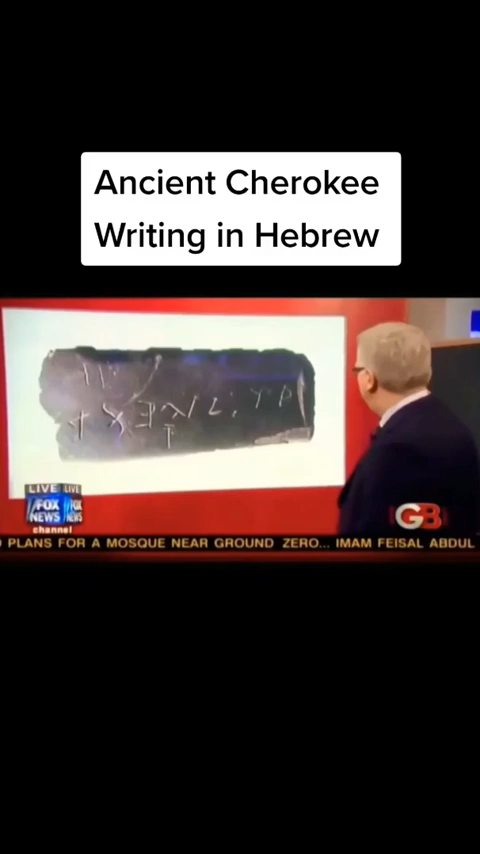 Ancient Cherokee
Writing in Hebrew
LIVE LIVE
FOX
NEWS
channel
GB
PLANS FOR A MOSQUE NEAR GROUND ZERO... IMAM FEISAL ABDUL